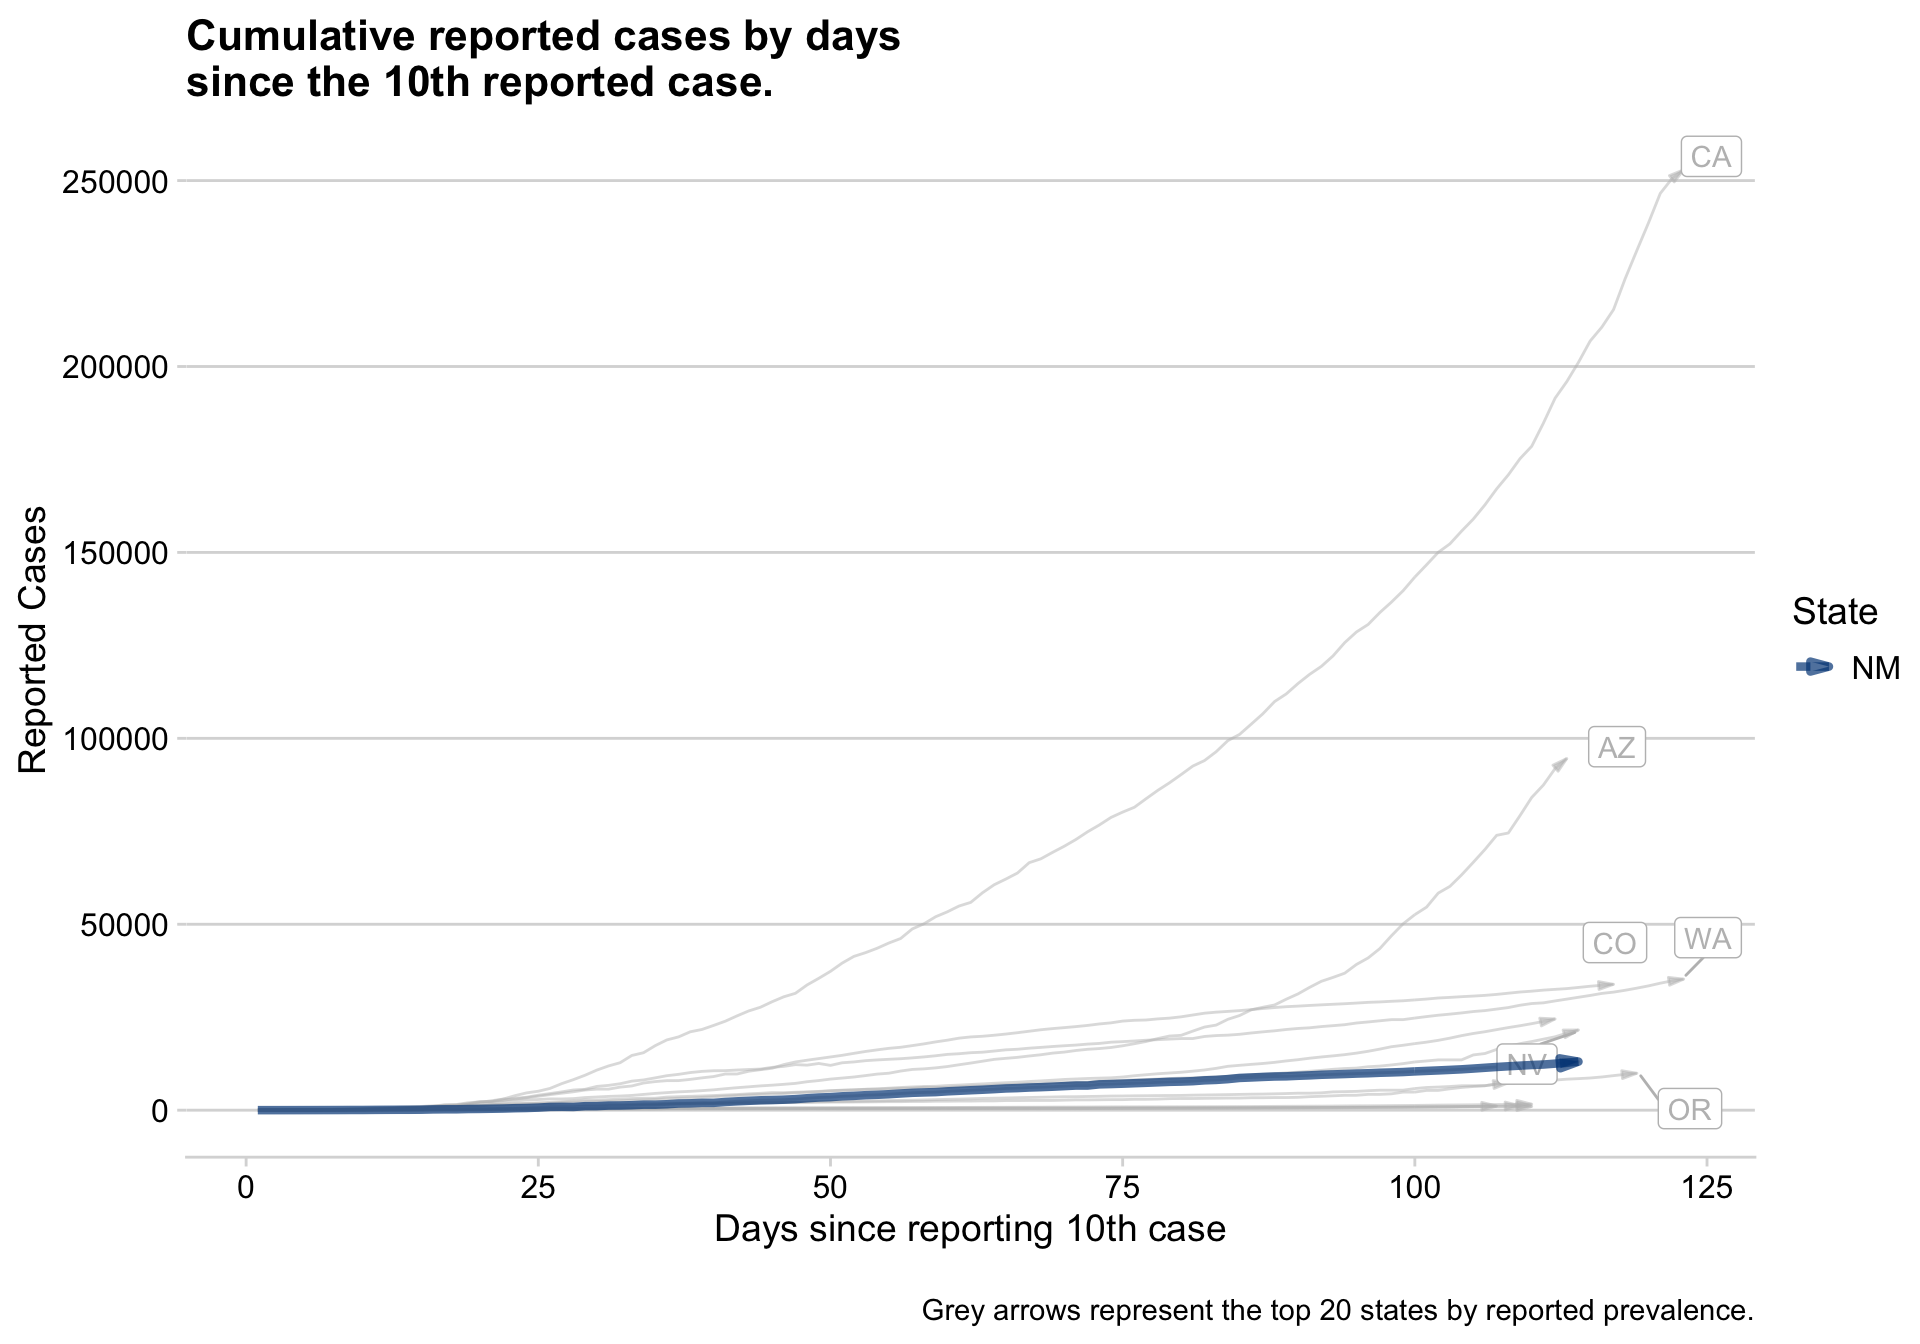 Cumulative reported cases by days
since the 10th reported case.
CA
250000
200000
150000
100000
50000
0
Reported Cases
AZ
CO
WA
NV
OR
State
NM
0
25
50
75
100
125
Days since reporting 10th case
Grey arrows represent the top 20 states by reported prevalence.